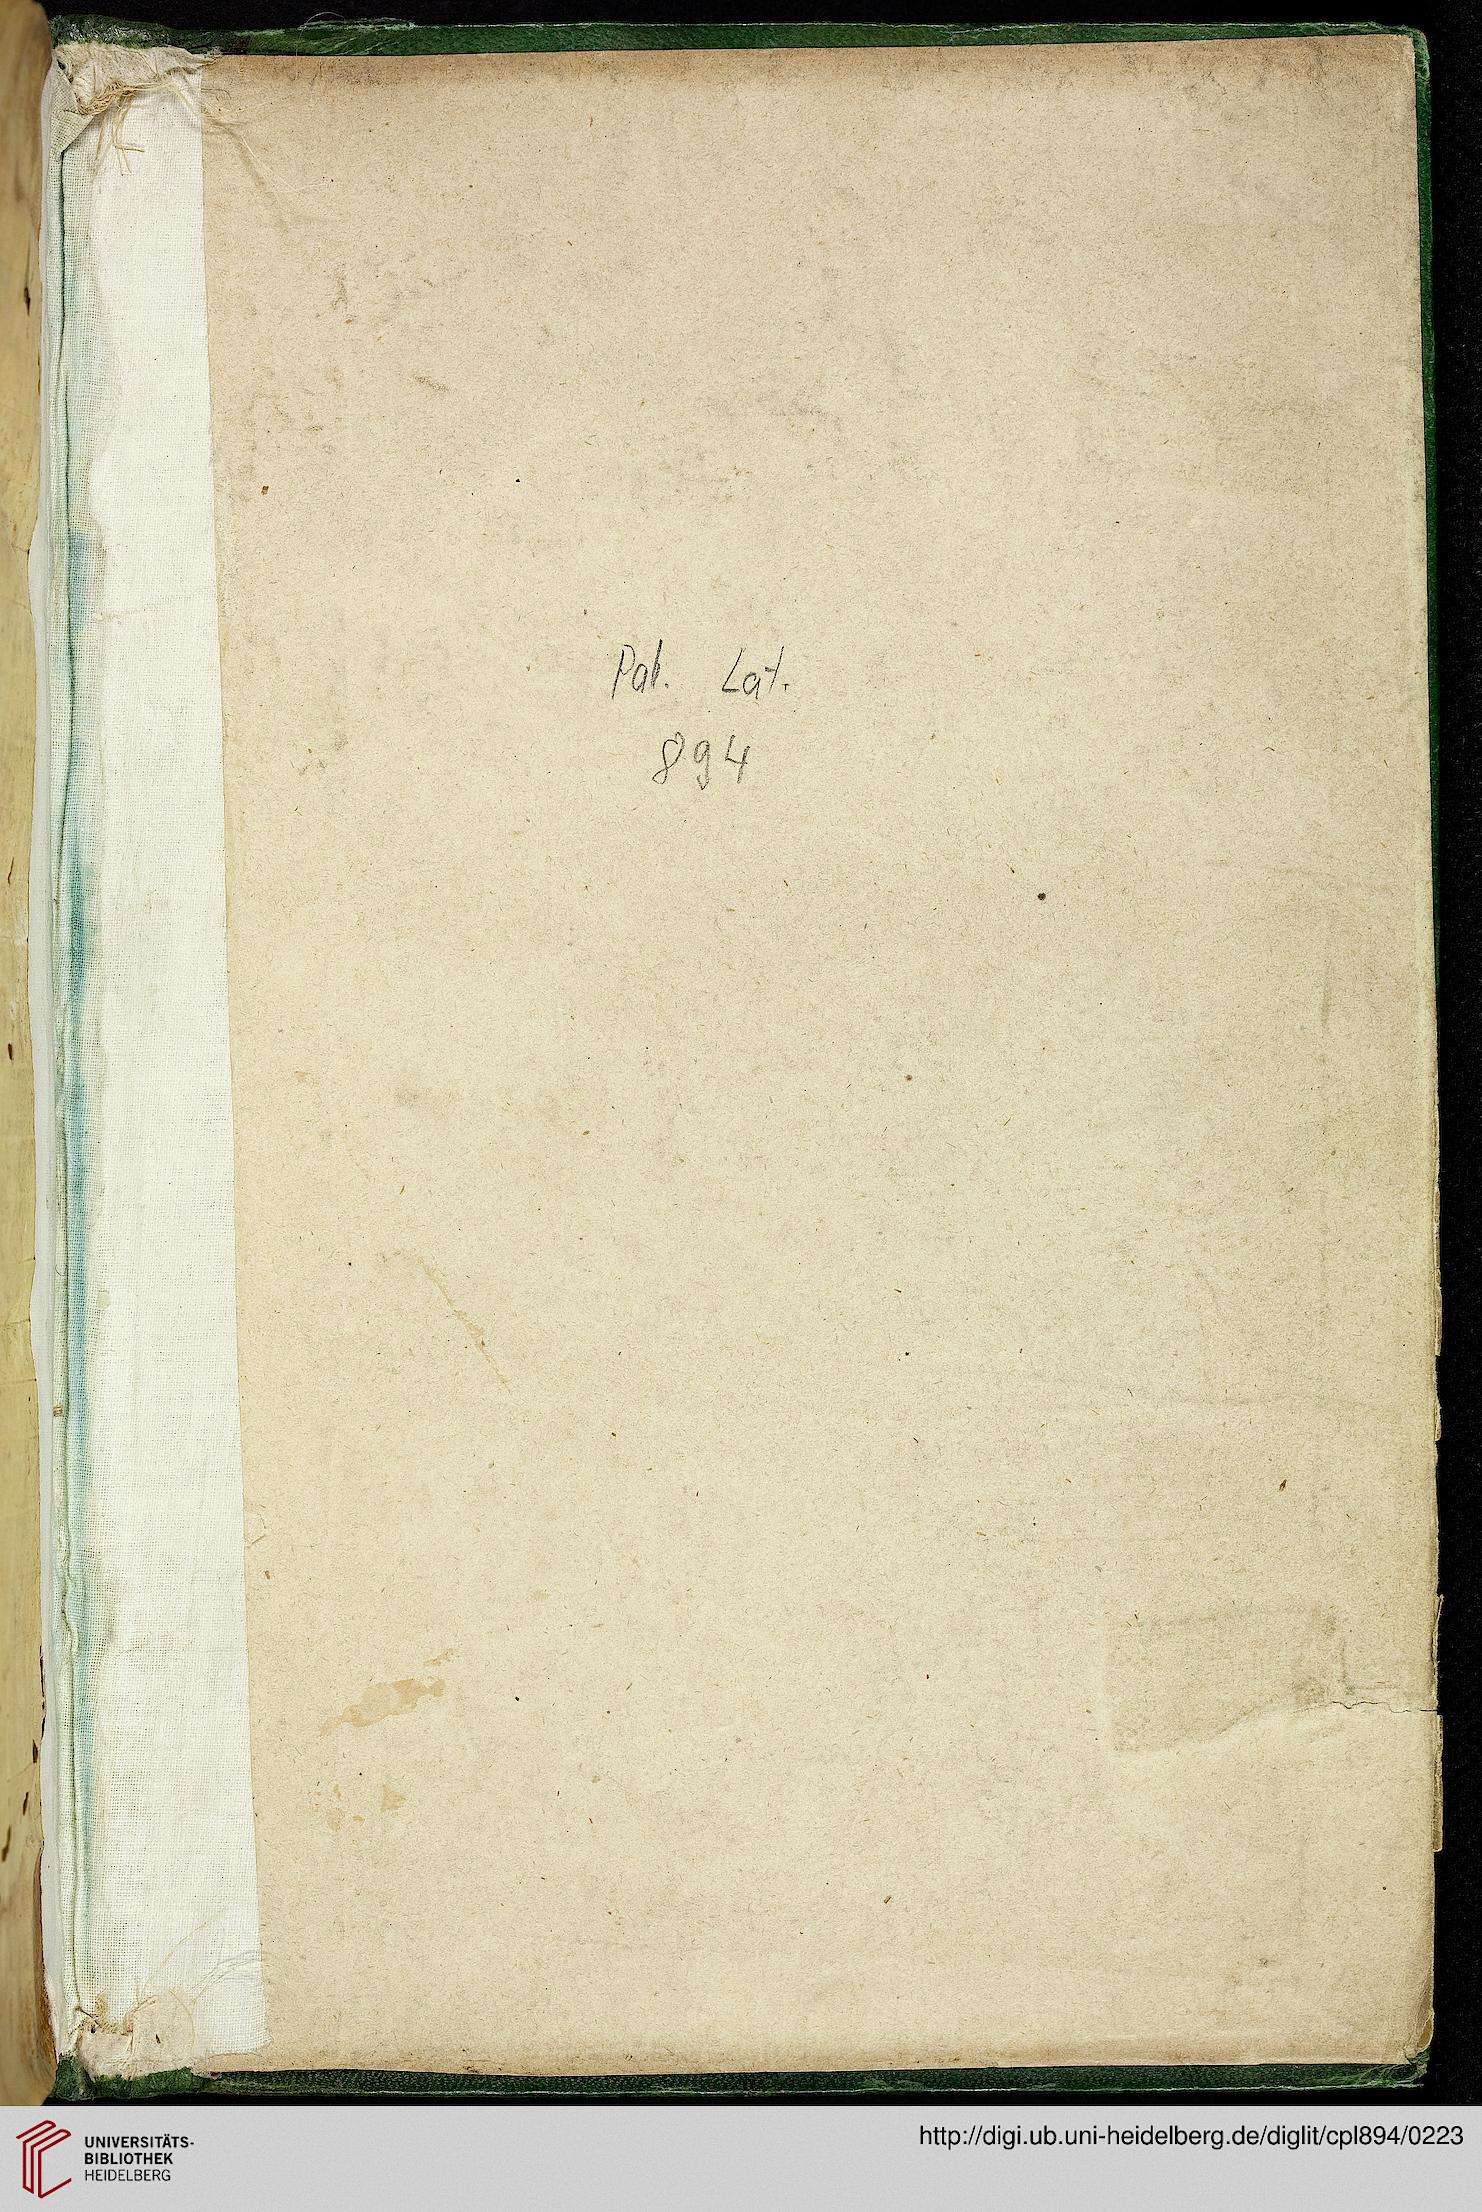 Pal. Lat.
894
UNIVERSITÄTS-
BIBLIOTHEK
HEIDELBERG
http://digi.ub.uni-heidelberg.de/diglit/cpl894/0223